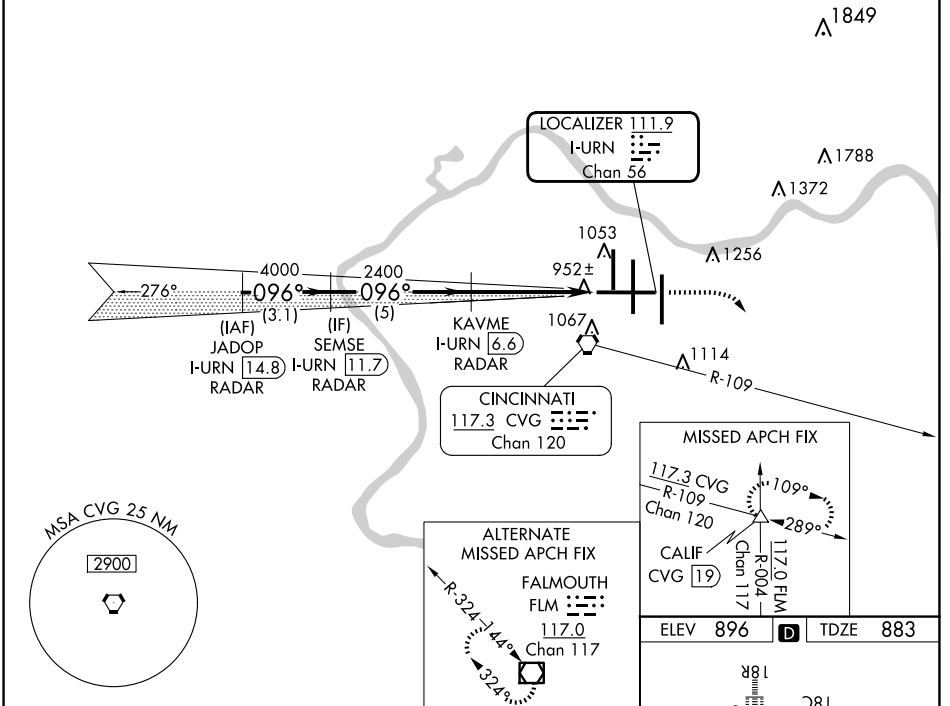 1849
LOCALIZER 111.9
I-URN
Chan 56
1788
1372
1053
1256
952±
4000
2400
276°
096°
096°
(3.1)
(5)
(IAF)
JADOP
I-URN 14.8
RADAR
(IF)
SEMSE
I-URN 11.7
RADAR
KAVME
I-URN 6.6
RADAR
1067
1114
R-109
CINCINNATI
117.3 CVG
Chan 120
MISSED APCH FIX
117.3 CVG
R-109
Chan 120
109°
289°
CALIF
CVG 19
117.0 FLM
R-004
Chan 117
MSA CVG 25 NM
2900
ALTERNATE
MISSED APCH FIX
FALMOUTH
FLM
117.0
Chan 117
R-324
144°
324°
ELEV 896 D TDZE 883
18R
18C